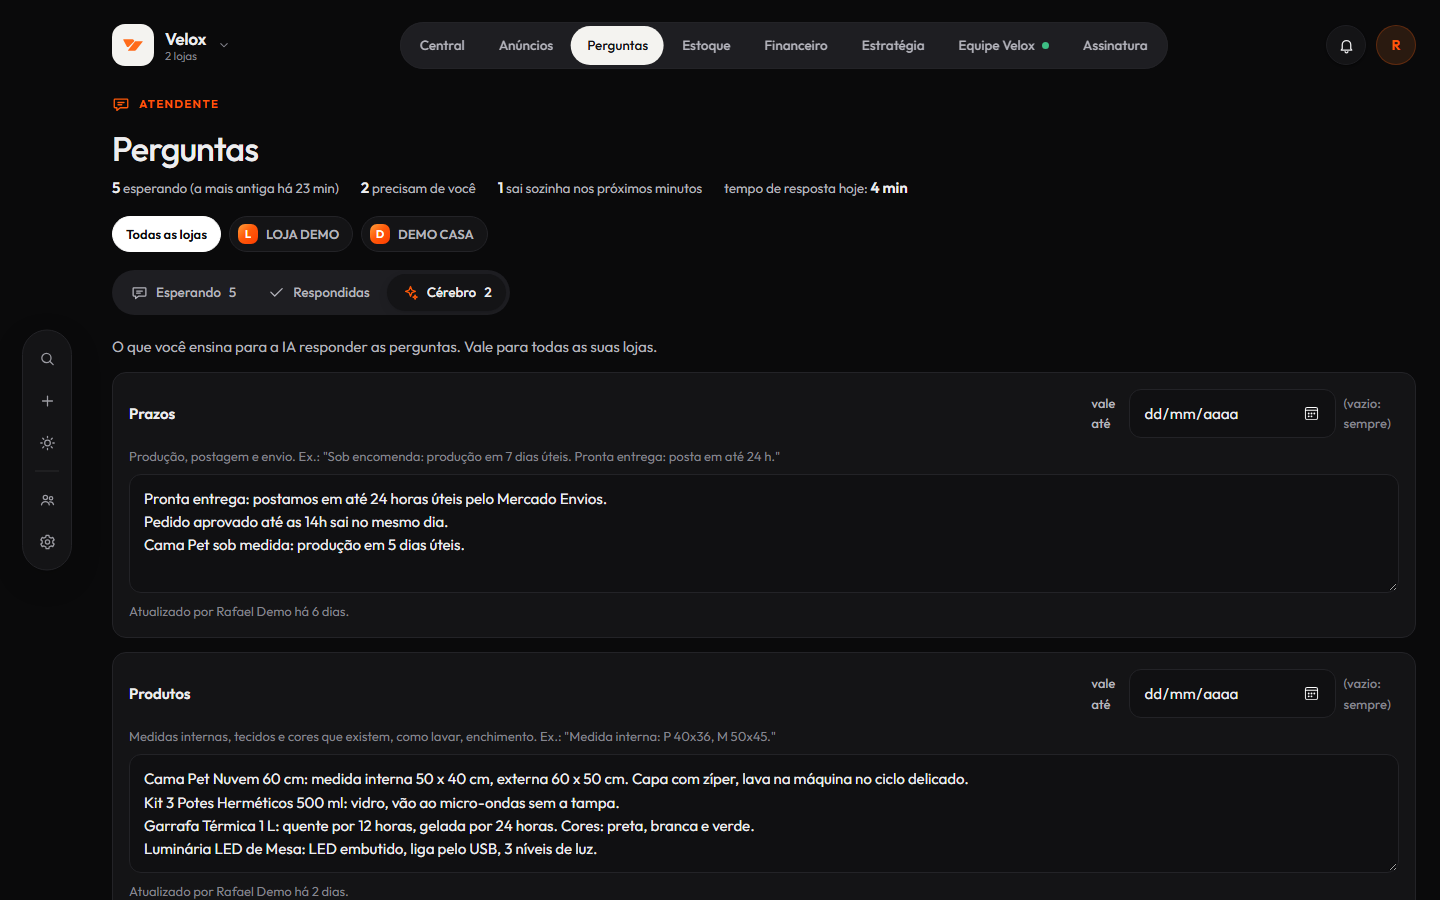 Velox
2 lojas
Central
Anúncios
Perguntas
Estoque
Financeiro
Estratégia
Equipe Velox
Assinatura
R
ATENDENTE
Perguntas
5 esperando (a mais antiga há 23 min)
2 precisam de você
1 sai sozinha nos próximos minutos
tempo de resposta hoje: 4 min
Todas as lojas
L LOJA DEMO
D DEMO CASA
Esperando 5
Respondidas
Cérebro 2
O que você ensina para a IA responder as perguntas. Vale para todas as suas lojas.
Prazos
vale até
dd/mm/aaaa
(vazio: sempre)
Produção, postagem e envio. Ex.: "Sob encomenda: produção em 7 dias úteis. Pronta entrega: posta em até 24 h."
Pronta entrega: postamos em até 24 horas úteis pelo Mercado Envios.
Pedido aprovado até as 14h sai no mesmo dia.
Cama Pet sob medida: produção em 5 dias úteis.
Atualizado por Rafael Demo há 6 dias.
Produtos
vale até
dd/mm/aaaa
(vazio: sempre)
Medidas internas, tecidos e cores que existem, como lavar, enchimento. Ex.: "Medida interna: P 40x36, M 50x45."
Cama Pet Nuvem 60 cm: medida interna 50 x 40 cm, externa 60 x 50 cm. Capa com zíper, lava na máquina no ciclo delicado.
Kit 3 Potes Herméticos 500 ml: vidro, vão ao micro-ondas sem a tampa.
Garrafa Térmica 1 L: quente por 12 horas, gelada por 24 horas. Cores: preta, branca e verde.
Luminária LED de Mesa: LED embutido, liga pelo USB, 3 níveis de luz.
Atualizado por Rafael Demo há 2 dias.